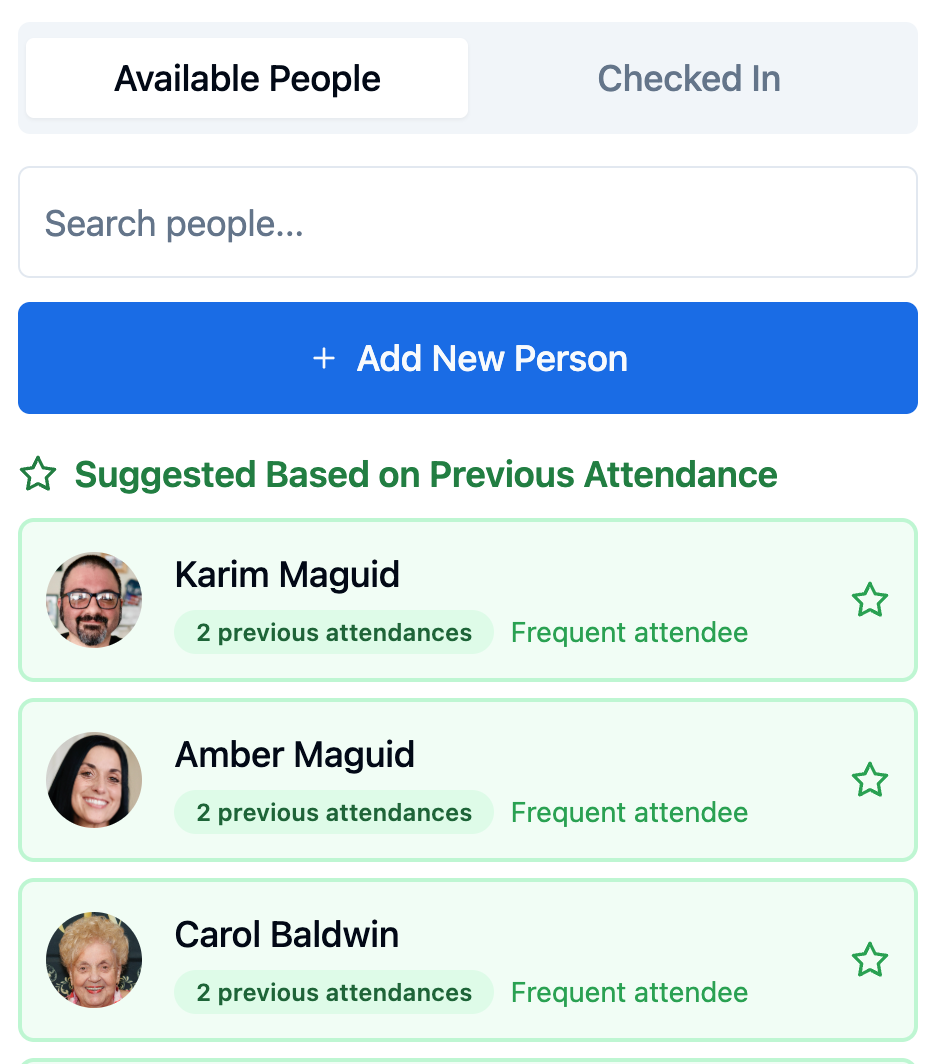 Available People
Checked In
Search people...
+ Add New Person
Suggested Based on Previous Attendance
Karim Maguid
2 previous attendances Frequent attendee
Amber Maguid
2 previous attendances Frequent attendee
Carol Baldwin
2 previous attendances Frequent attendee